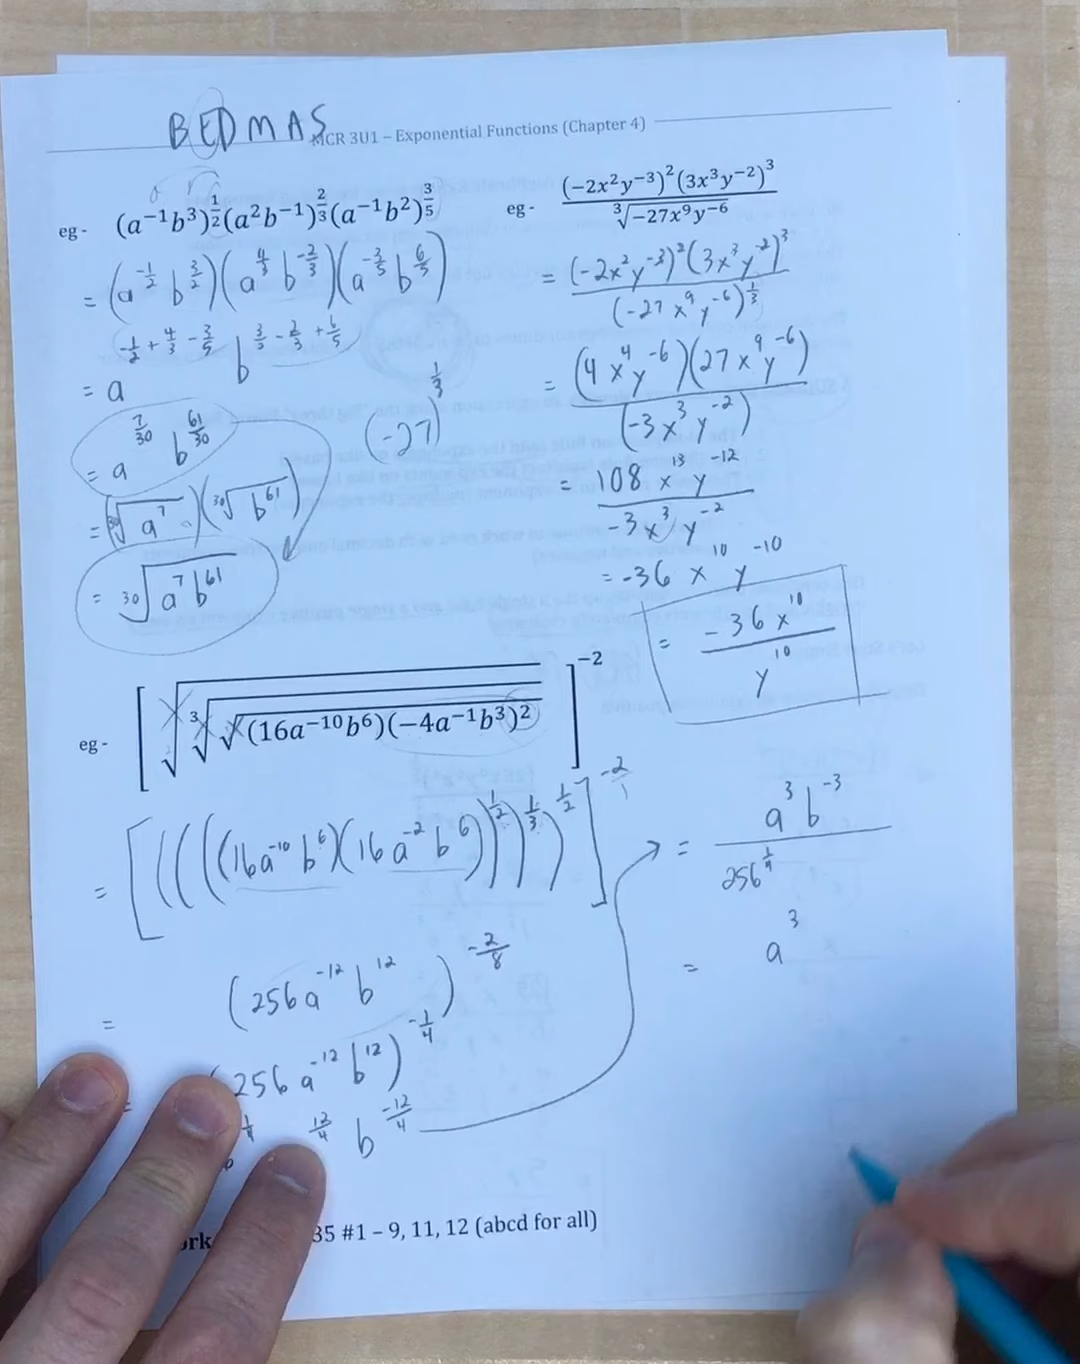 BEDMAS
MCR 3U1 – Exponential Functions (Chapter 4)
eg - (a⁻¹b³)^(1/2)(a²b⁻¹)^(2/3)(a⁻¹b²)^(3/5)
= (a^(-1/2) b^(3/2))(a^(4/3) b^(-2/3))(a^(-3/5) b^(6/5))
= a^(-1/2 + 4/3 - 3/5) b^(3/2 - 2/3 + 6/5)
= a^(7/30) b^(61/30)
= (³⁰√a⁷)(³⁰√b⁶¹)
= ³⁰√(a⁷b⁶¹)
(-27)^(1/3)
eg - (−2x²y⁻³)²(3x³y⁻²)³ / ³√(−27x⁹y⁻⁶)
= (-2x²y⁻³)²(3x³y⁻²)³ / (-27x⁹y⁻⁶)^(1/3)
= (4x⁴y⁻⁶)(27x⁹y⁻⁶) / (-3x³y⁻²)
= 108x¹³y⁻¹² / -3x³y⁻²
= -36x¹⁰y⁻¹⁰
= -36x¹⁰ / y¹⁰
eg - [√(³√(√((16a⁻¹⁰b⁶)(−4a⁻¹b³)²)))]⁻²
= [((((16a⁻¹⁰b⁶)(16a⁻²b⁶))^(1/2))^(1/3))^(1/2)]^(-2/1)
= (256a⁻¹²b¹²)^(-2/8)
= 256a⁻¹²b¹²)^(-1/4)
1/4 12/4 b^(-12/4)
= a³b⁻³ / 256^(1/4)
= a³
35 #1 – 9, 11, 12 (abcd for all)